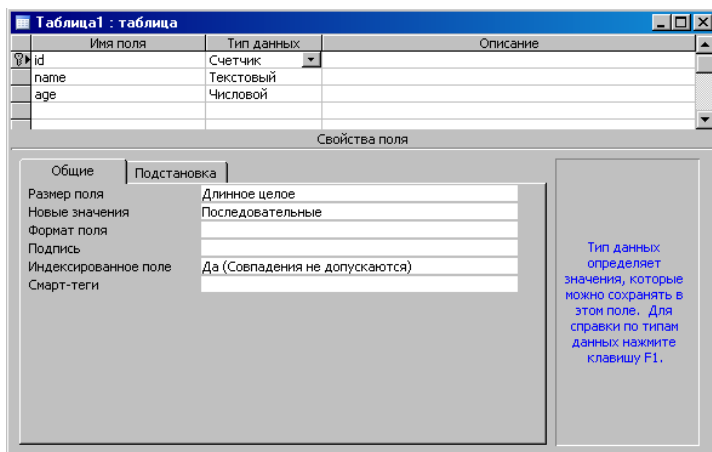 Таблица1 : таблица
Имя поля Тип данных Описание
id Счетчик
name Текстовый
age Числовой
Свойства поля
Общие Подстановка
Размер поля Длинное целое
Новые значения Последовательные
Формат поля
Подпись
Индексированное поле Да (Совпадения не допускаются)
Смарт-теги
Тип данных
определяет
значения, которые
можно сохранять в
этом поле. Для
справки по типам
данных нажмите
клавишу F1.